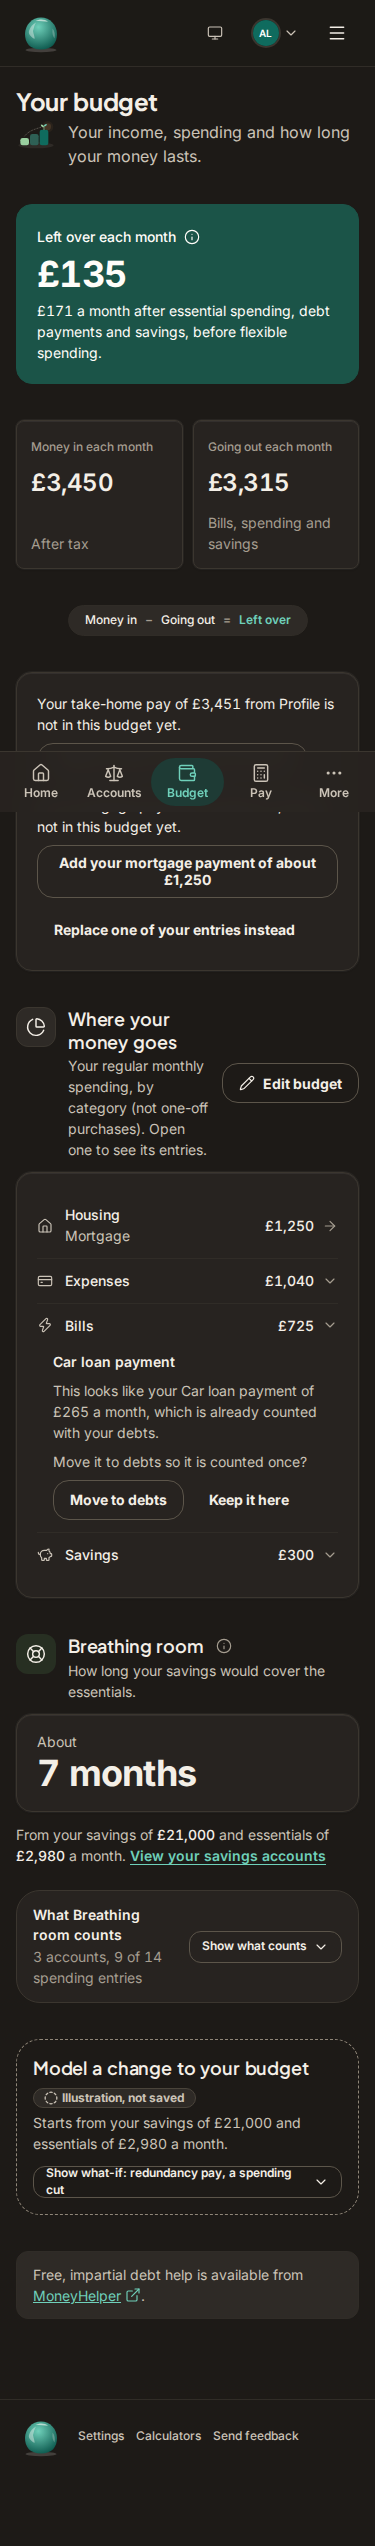 AL
Your budget
Your income, spending and how long
your money lasts.
Left over each month
£135
£171 a month after essential spending, debt
payments and savings, before flexible
spending.
Money in each month
£3,450
After tax
Going out each month
£3,315
Bills, spending and
savings
Money in − Going out = Left over
Your take-home pay of £3,451 from Profile is
not in this budget yet.
Home
Accounts
Budget
Pay
More
not in this budget yet.
Add your mortgage payment of about
£1,250
Replace one of your entries instead
Where your
money goes
Your regular monthly
spending, by
category (not one-off
purchases). Open
one to see its entries.
Edit budget
Housing
Mortgage
£1,250
Expenses
£1,040
Bills
£725
Car loan payment
This looks like your Car loan payment of
£265 a month, which is already counted
with your debts.
Move it to debts so it is counted once?
Move to debts
Keep it here
Savings
£300
Breathing room
How long your savings would cover the
essentials.
About
7 months
From your savings of £21,000 and essentials of
£2,980 a month. View your savings accounts
What Breathing
room counts
3 accounts, 9 of 14
spending entries
Show what counts
Model a change to your budget
Illustration, not saved
Starts from your savings of £21,000 and
essentials of £2,980 a month.
Show what-if: redundancy pay, a spending
cut
Free, impartial debt help is available from
MoneyHelper.
Settings
Calculators
Send feedback